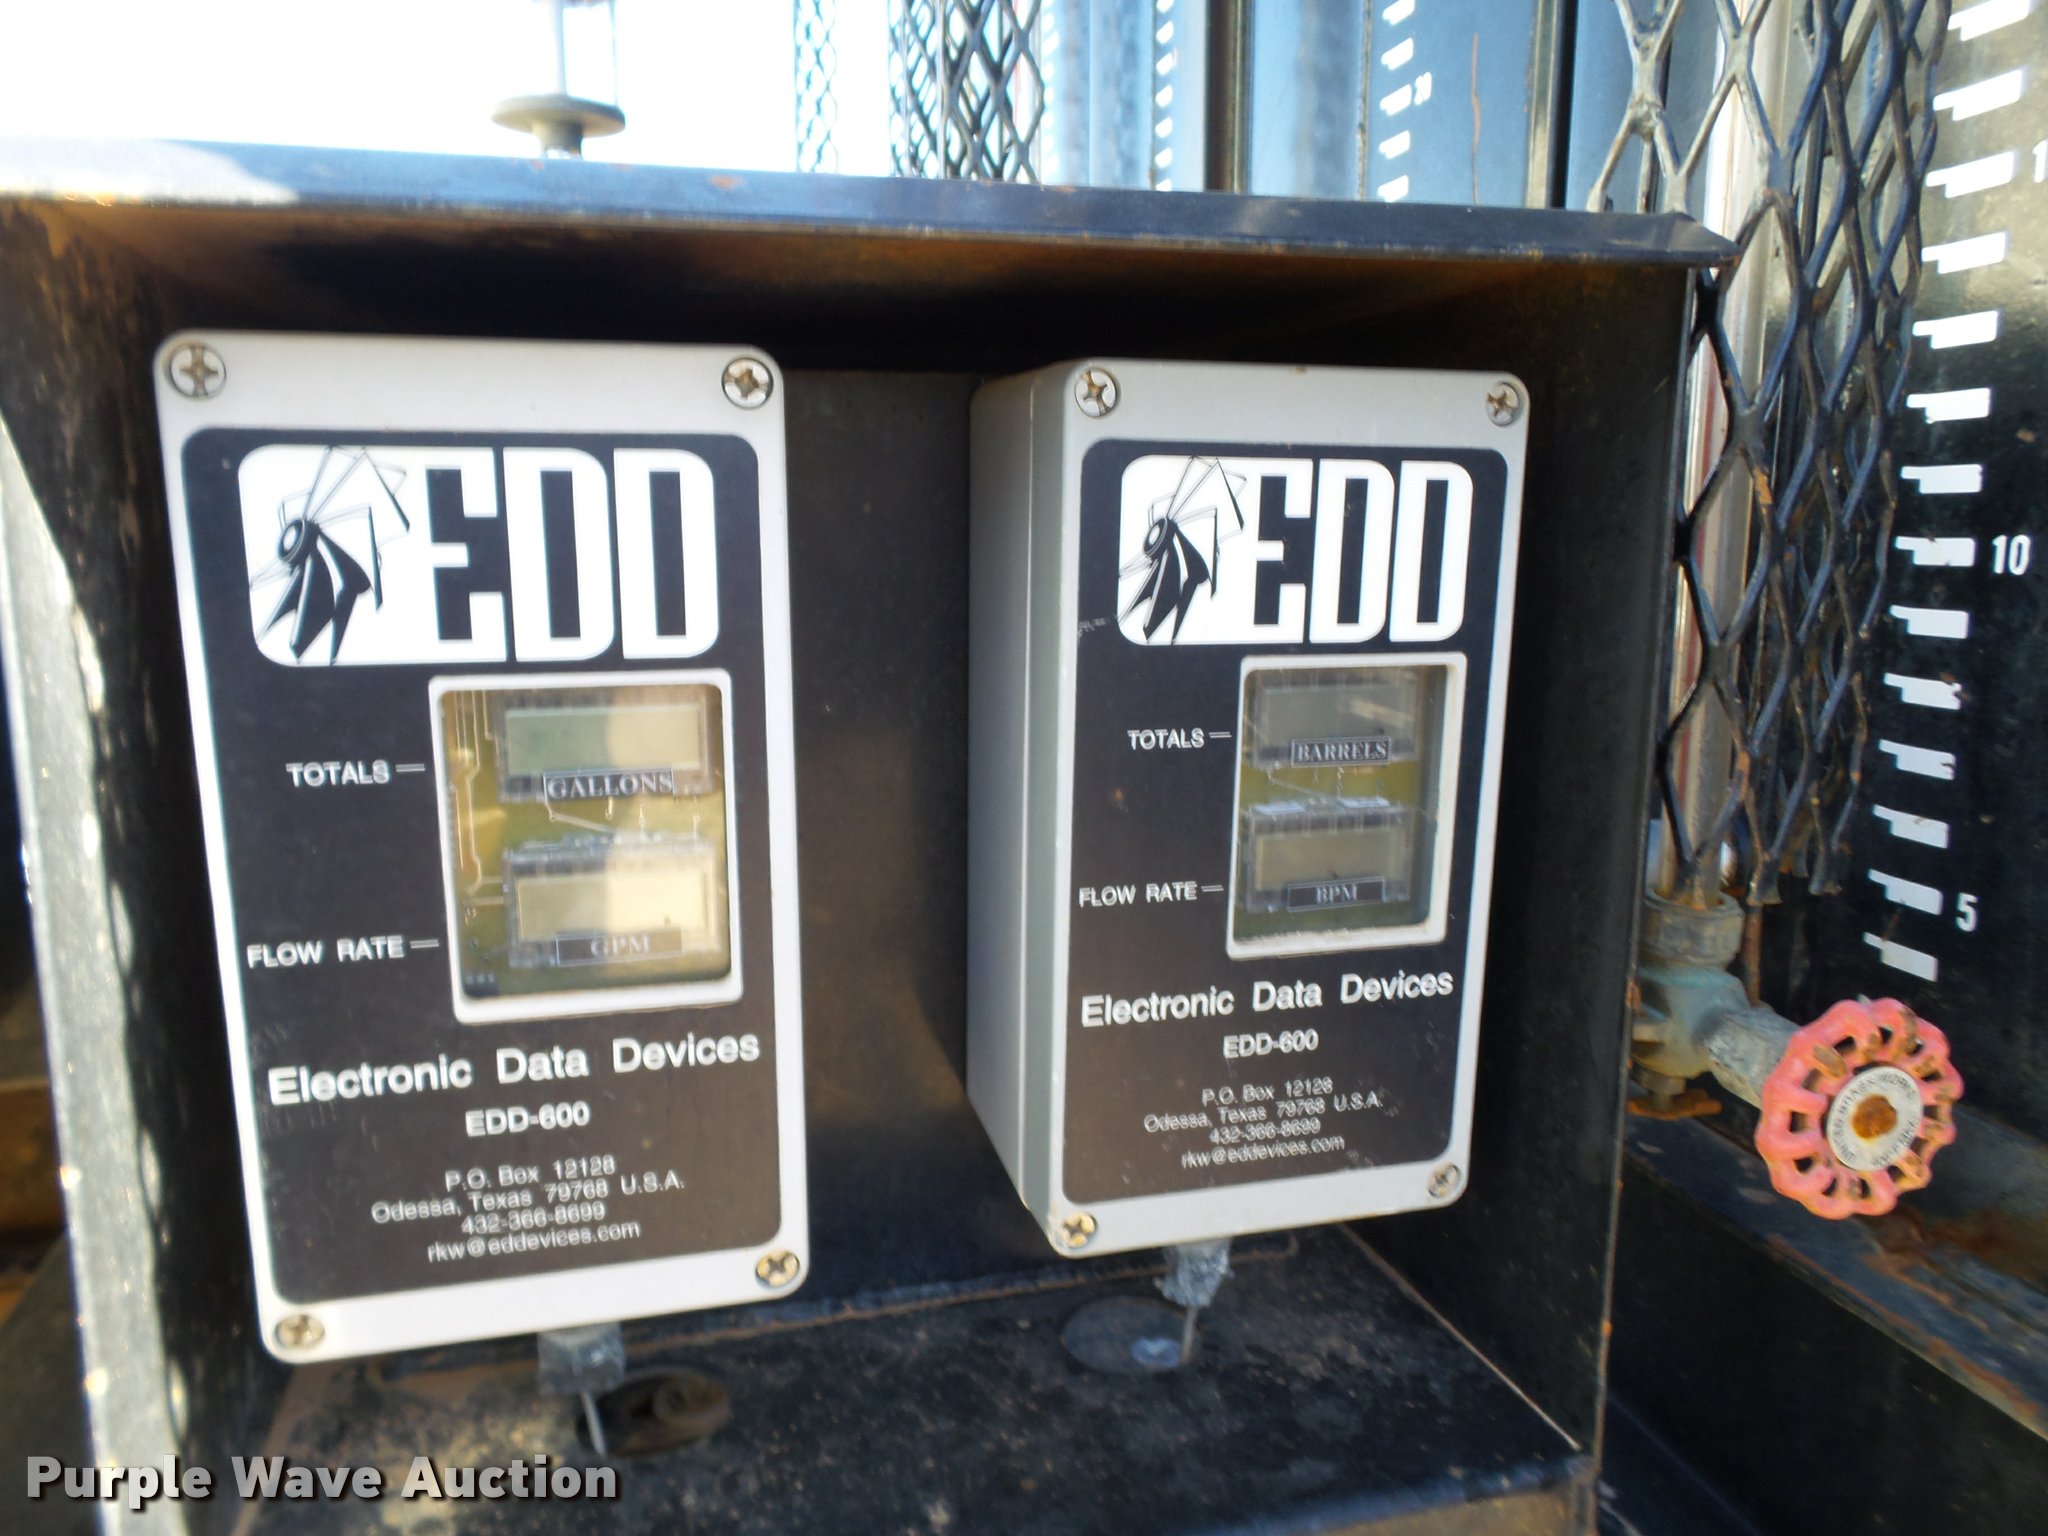 EDD
TOTALS
GALLONS
FLOW RATE
GPM
Electronic Data Devices
EDD-600
P.O. Box 12128
Odessa, Texas 79768 U.S.A.
432-366-8699
rkw@eddevices.com
EDD
TOTALS
BARRELS
FLOW RATE
BPM
Electronic Data Devices
EDD-600
P.O. Box 12128
Odessa, Texas 79768 U.S.A.
432-366-8699
rkw@eddevices.com
10
5
Purple Wave Auction